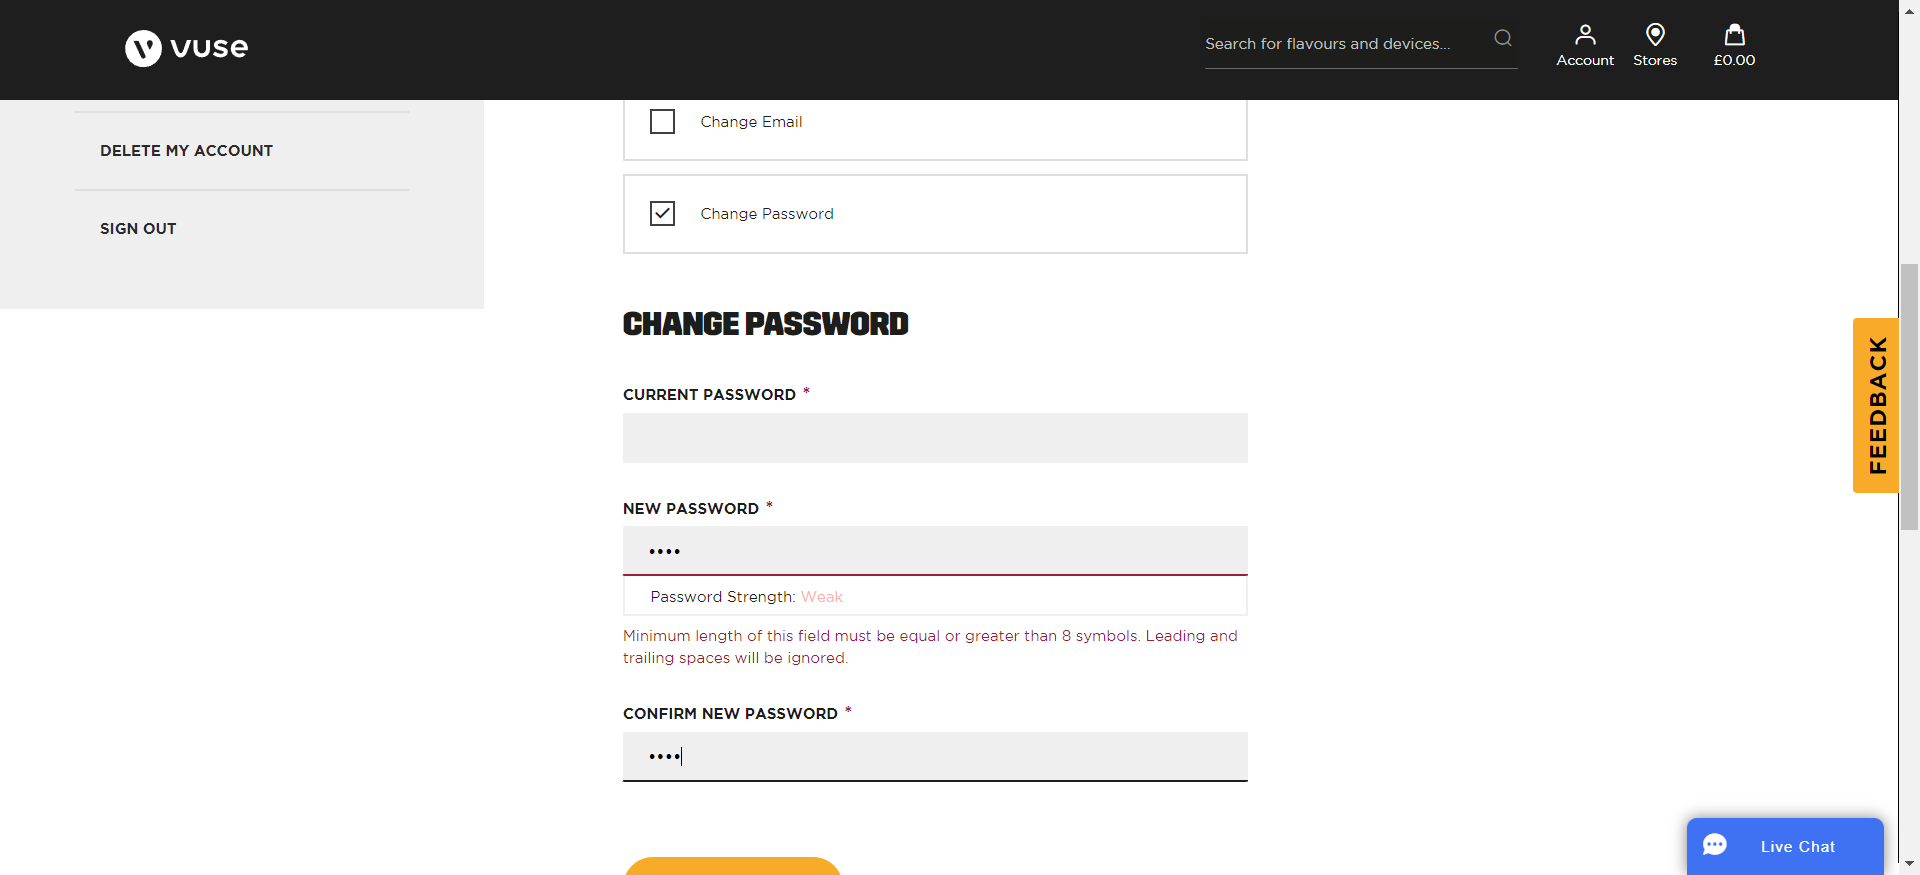 vuse
Search for flavours and devices...
Account
Stores
£0.00
DELETE MY ACCOUNT
SIGN OUT
Change Email
Change Password
CHANGE PASSWORD
CURRENT PASSWORD *
NEW PASSWORD *
••••
Password Strength: Weak
Minimum length of this field must be equal or greater than 8 symbols. Leading and
trailing spaces will be ignored.
CONFIRM NEW PASSWORD *
••••
FEEDBACK
Live Chat